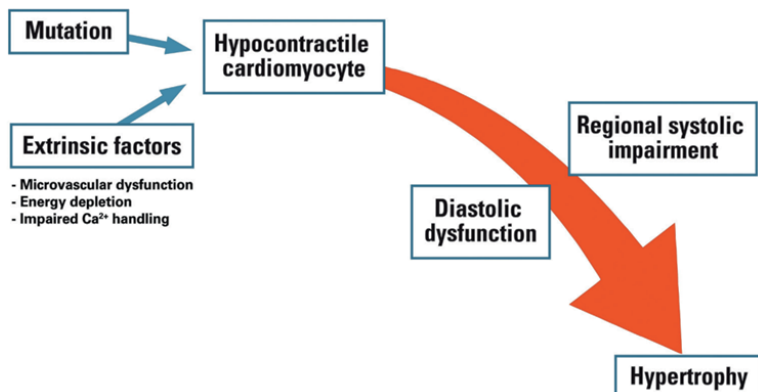 Mutation
Hypocontractile
cardiomyocyte
Extrinsic factors
- Microvascular dysfunction
- Energy depletion
- Impaired Ca²⁺ handling
Regional systolic
impairment
Diastolic
dysfunction
Hypertrophy